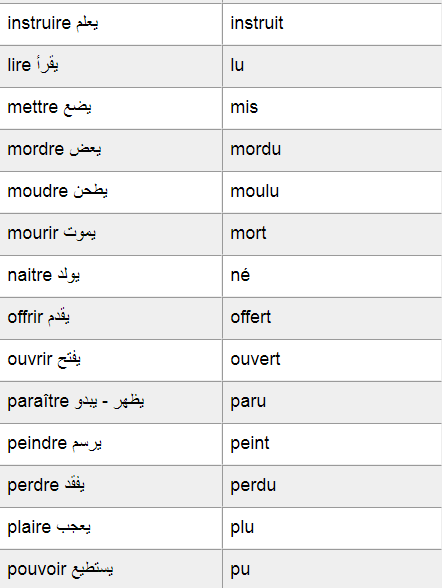 instruire يعلم instruit
lire يقرأ lu
mettre يضع mis
mordre يعض mordu
moudre يطحن moulu
mourir يموت mort
naitre يولد né
offrir يقدم offert
ouvrir يفتح ouvert
paraître يظهر - يبدو paru
peindre يرسم peint
perdre يفقد perdu
plaire يعجب plu
pouvoir يستطيع pu